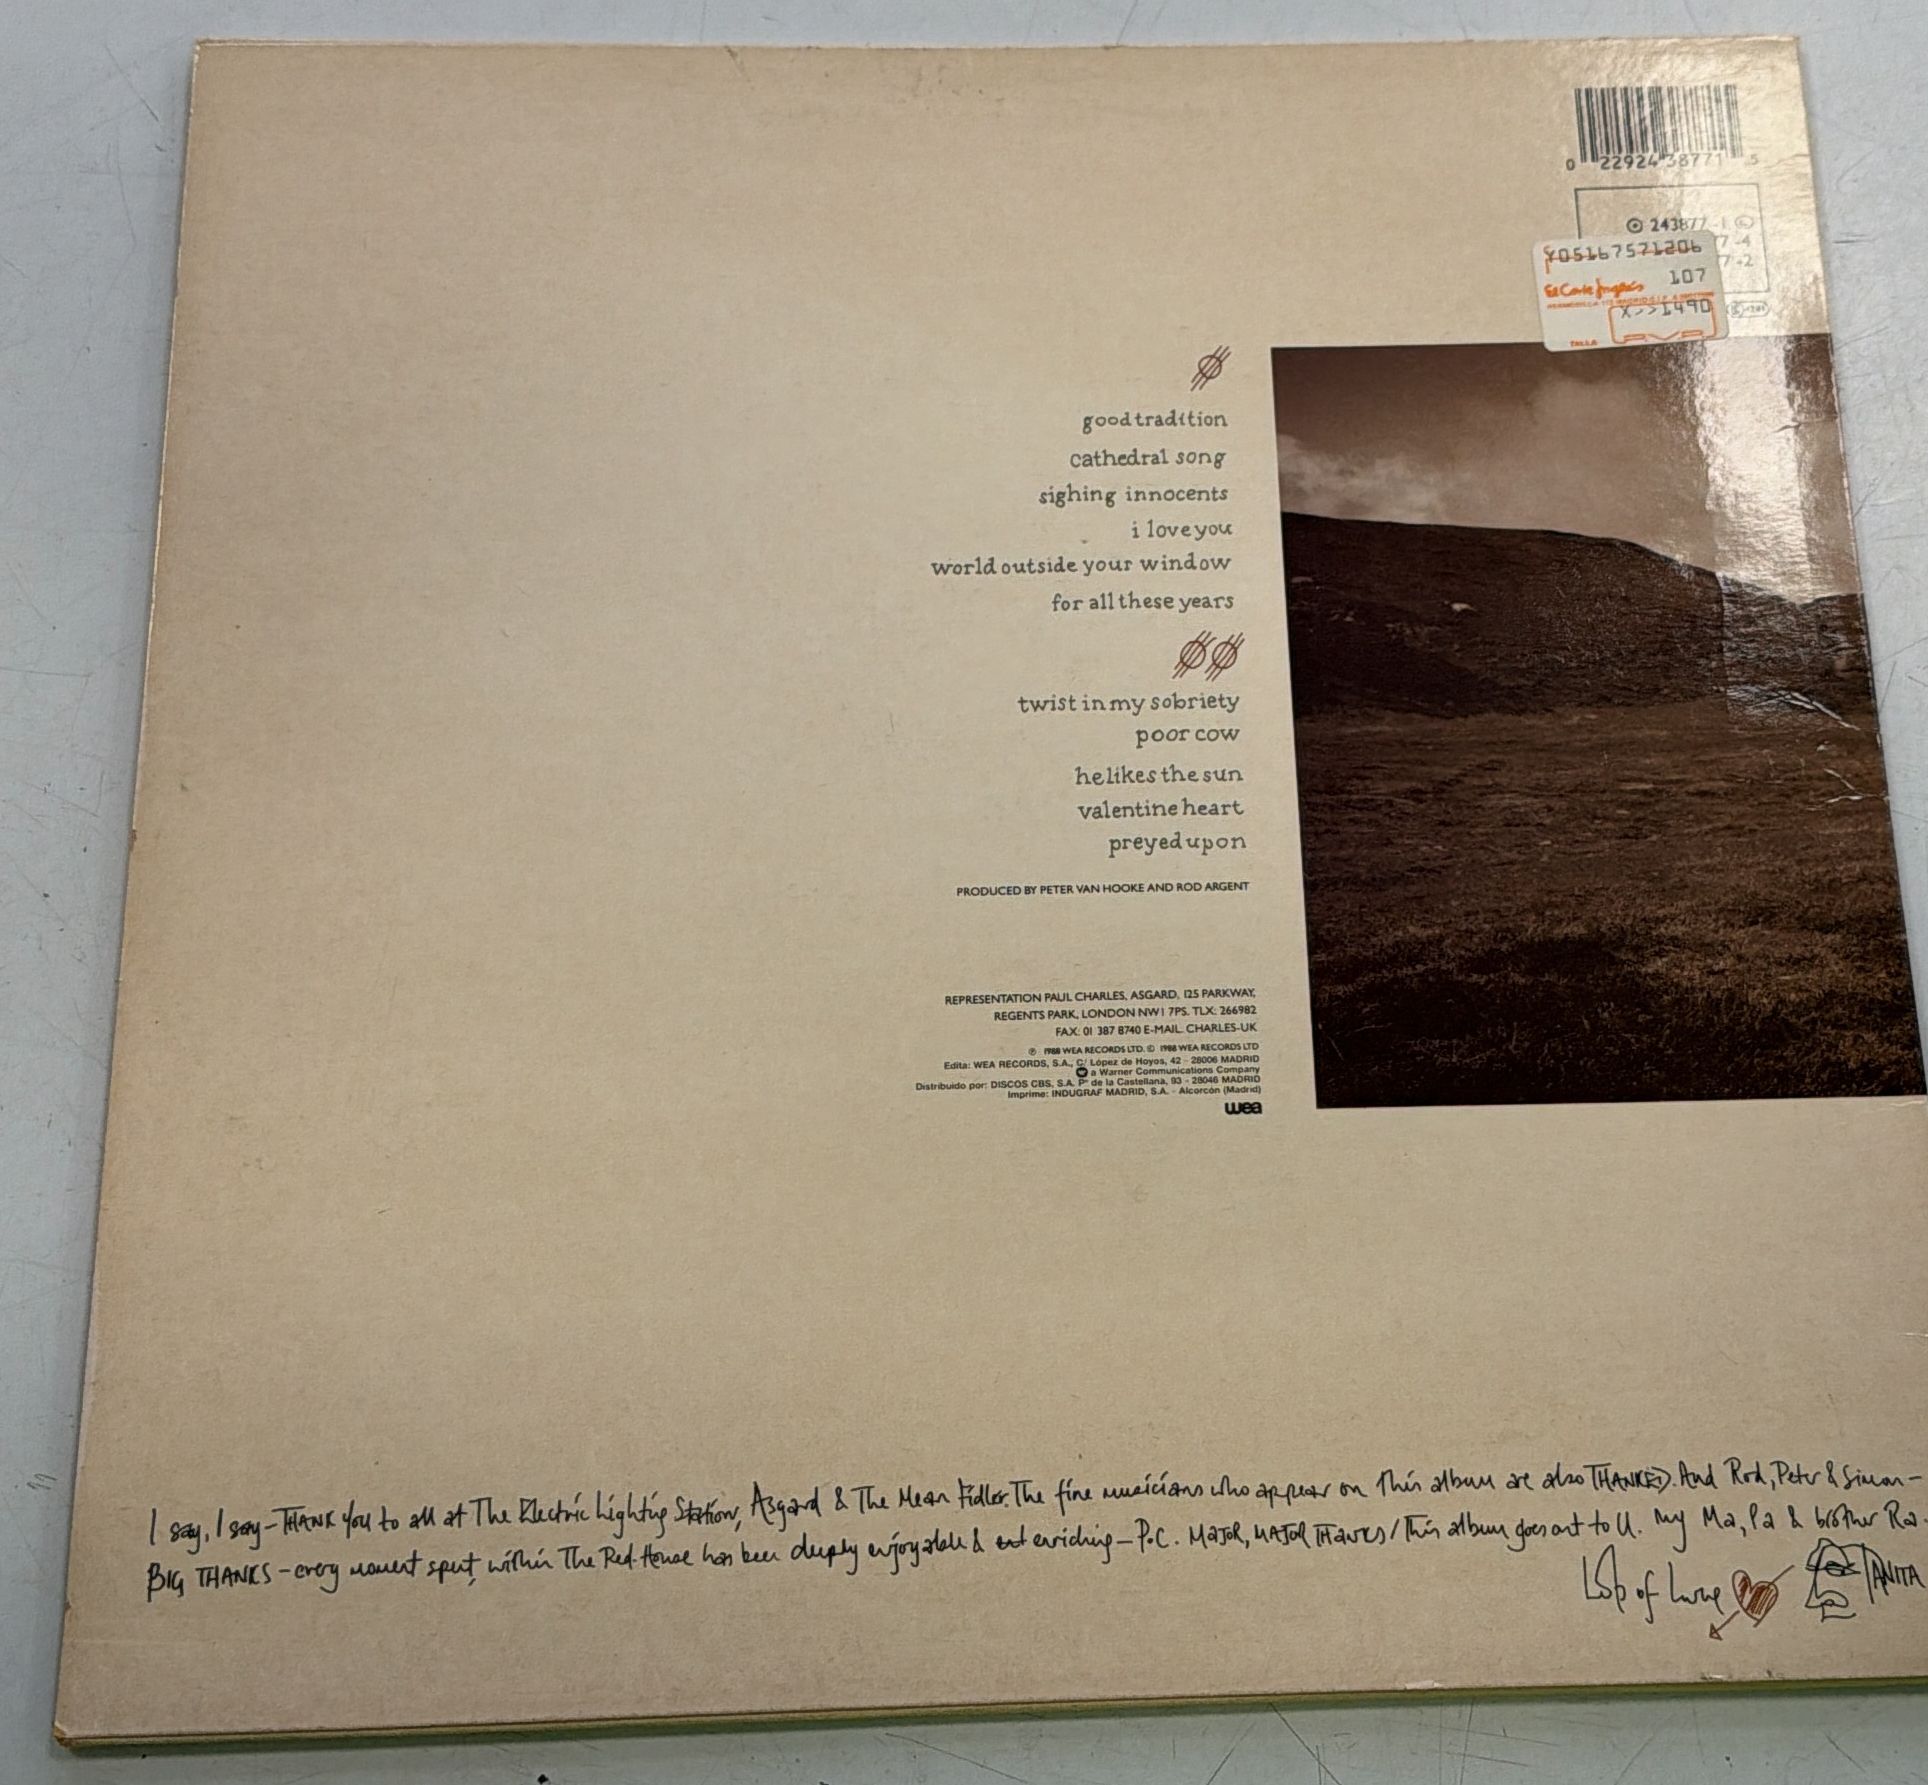 0 22924 38771 5
243877-1
7-4
7-2
Y05167571206
107
El Corte Inglés
X>>1490
TALLA
good tradition
cathedral song
sighing innocents
i love you
world outside your window
for all these years
twist in my sobriety
poor cow
he likes the sun
valentine heart
preyed upon
PRODUCED BY PETER VAN HOOKE AND ROD ARGENT
REPRESENTATION PAUL CHARLES, ASGARD, 125 PARKWAY,
REGENTS PARK, LONDON NW1 7PS. TLX: 266982
FAX: 01 387 8740 E-MAIL. CHARLES-UK
℗ 1988 WEA RECORDS LTD. © 1988 WEA RECORDS LTD
Edita: WEA RECORDS, S.A., C/ López de Hoyos, 42 - 28006 MADRID
a Warner Communications Company
Distribuido por: DISCOS CBS, S.A. Pº de la Castellana, 93 - 28046 MADRID
Imprime: INDUGRAF MADRID, S.A. - Alcorcón (Madrid)
wea
I say, I say - THANK You to all at The Electric Lighting Station, Asgard & The Mean Fidler. The fine musicians who appear on This album are also THANKED. And Rod, Peter & Simon -
BIG THANKS - every moment spent within The Red House has been deeply enjoyable & enriching - P.C. MAJOR, MAJOR THANKS / This album goes out to U. My Ma, Pa & brother Ra.
Lots of Love TANITA